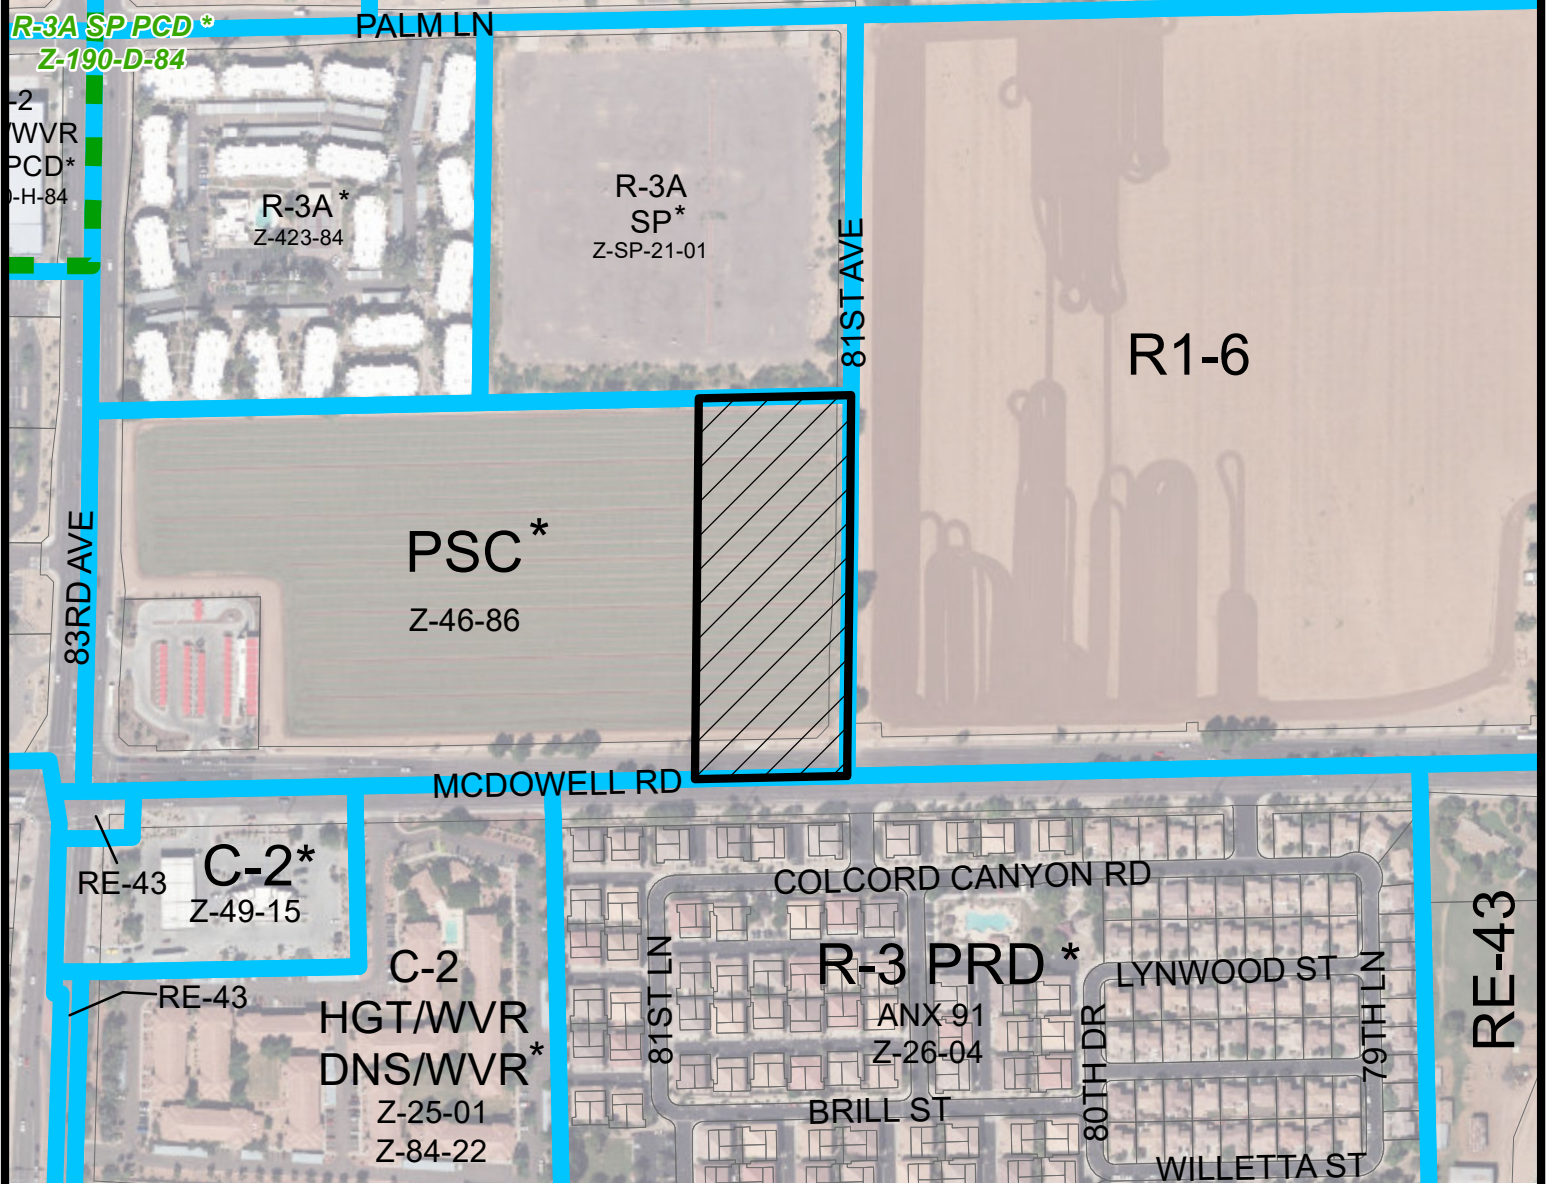 R-3A SP PCD *
Z-190-D-84
PALM LN
-2
/WVR
PCD*
0-H-84
R-3A *
Z-423-84
R-3A
SP*
Z-SP-21-01
81ST AVE
R1-6
83RD AVE
PSC *
Z-46-86
MCDOWELL RD
RE-43
C-2*
Z-49-15
RE-43
C-2
HGT/WVR
DNS/WVR*
Z-25-01
Z-84-22
COLCORD CANYON RD
81ST LN
R-3 PRD *
ANX 91
Z-26-04
LYNWOOD ST
80TH DR
79TH LN
BRILL ST
WILLETTA ST
RE-43